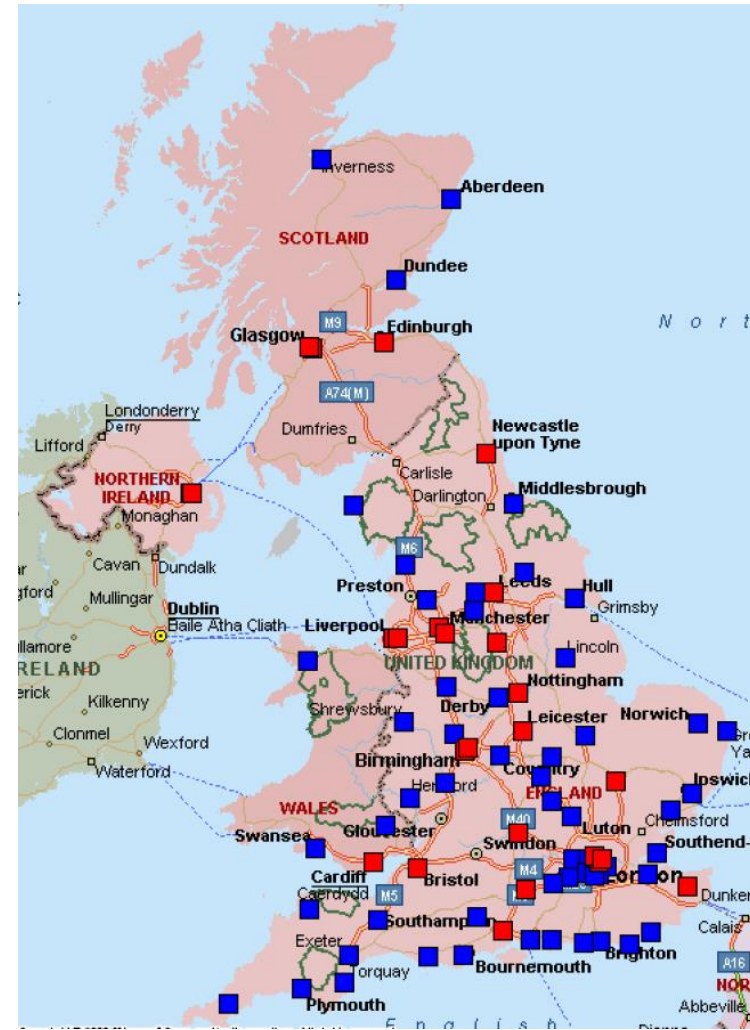 Inverness
Aberdeen
SCOTLAND
Dundee
M9
Edinburgh
N o r t
Glasgow
A74(M)
Londonderry
Derry
Dumfries
Newcastle
upon Tyne
Lifford
Carlisle
NORTHERN
IRELAND
Darlington
Middlesbrough
Monaghan
M6
Cavan
Dundalk
Preston
Leeds
Hull
Mullingar
Grimsby
Dublin
Baile Atha Cliath
Liverpool
Manchester
UNITED KINGDOM
Lincoln
RELAND
Nottingham
Kilkenny
Shrewsbury
Derby
Leicester
Norwich
Clonmel
Wexford
Birmingham
Coventry
Waterford
ENGLAND
Ipswich
WALES
M40
Chelmsford
Swansea
Gloucester
Luton
Swindon
Southend-
Cardiff
M4
London
Caerdydd
Bristol
M5
Dunker
Southampton
Calais
Exeter
Brighton
A16
Torquay
Bournemouth
NOR
Plymouth
Abbeville
E n g l i s h